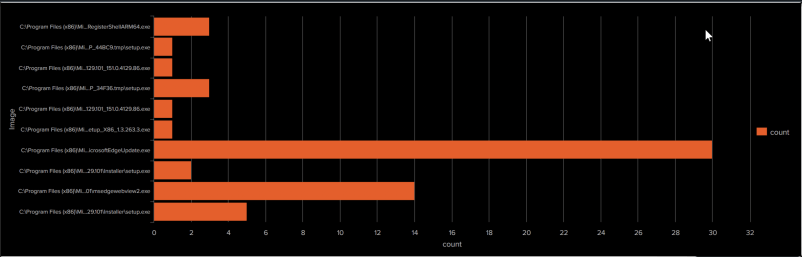 C:\Program Files (x86)\Mi...RegisterShellARM64.exe
C:\Program Files (x86)\Mi...P_44BC9.tmp\setup.exe
C:\Program Files (x86)\Mi...129.101_151.0.4129.86.exe
C:\Program Files (x86)\Mi...P_34F36.tmp\setup.exe
C:\Program Files (x86)\Mi...129.101_151.0.4129.86.exe
C:\Program Files (x86)\Mi...etup_X86_1.3.263.3.exe
C:\Program Files (x86)\Mi...icrosoftEdgeUpdate.exe
C:\Program Files (x86)\Mi...29.101\Installer\setup.exe
C:\Program Files (x86)\Mi...01\msedgewebview2.exe
C:\Program Files (x86)\Mi...29.101\Installer\setup.exe
Image
0 2 4 6 8 10 12 14 16 18 20 22 24 26 28 30 32
count
count